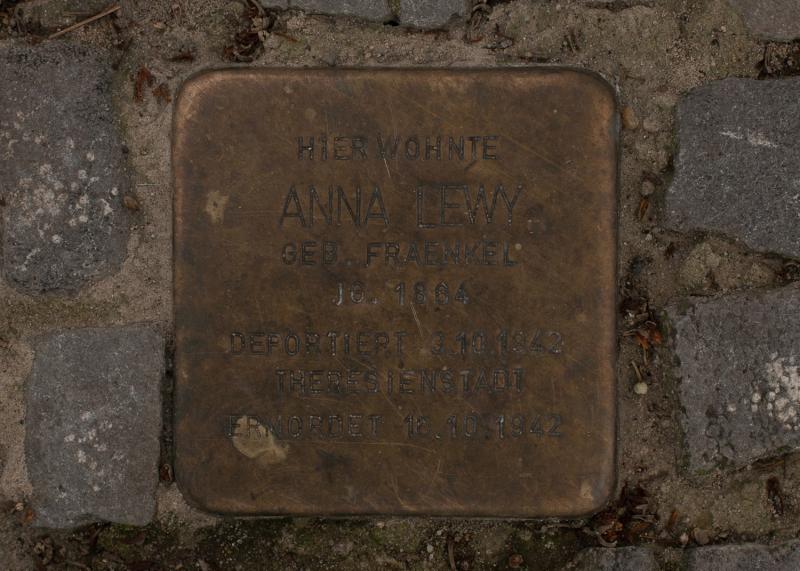 HIER WOHNTE
ANNA LEWY
GEB. FRAENKEL
JG. 1864
DEPORTIERT 3.10.1942
THERESIENSTADT
ERMORDET 16.10.1942